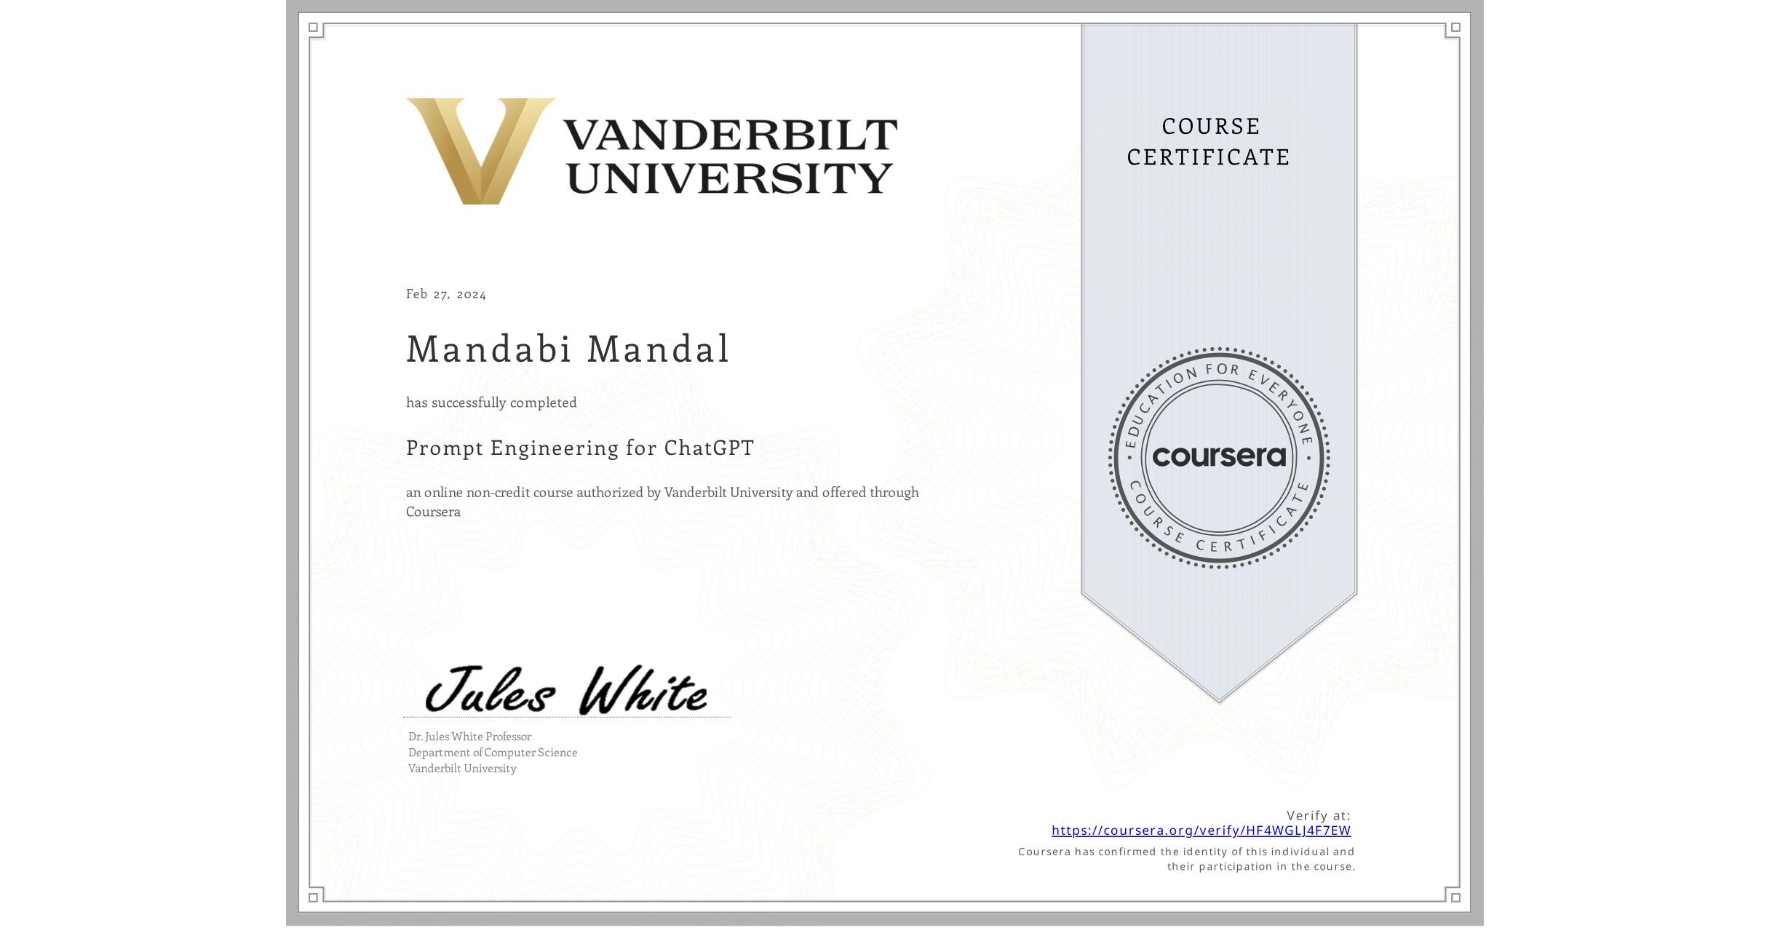 VANDERBILT
UNIVERSITY
COURSE
CERTIFICATE
Feb 27, 2024
Mandabi Mandal
has successfully completed
Prompt Engineering for ChatGPT
an online non-credit course authorized by Vanderbilt University and offered through
Coursera
EDUCATION FOR EVERYONE
coursera
COURSE CERTIFICATE
Jules White
Dr. Jules White Professor
Department of Computer Science
Vanderbilt University
Verify at:
https://coursera.org/verify/HF4WGLJ4F7EW
Coursera has confirmed the identity of this individual and
their participation in the course.